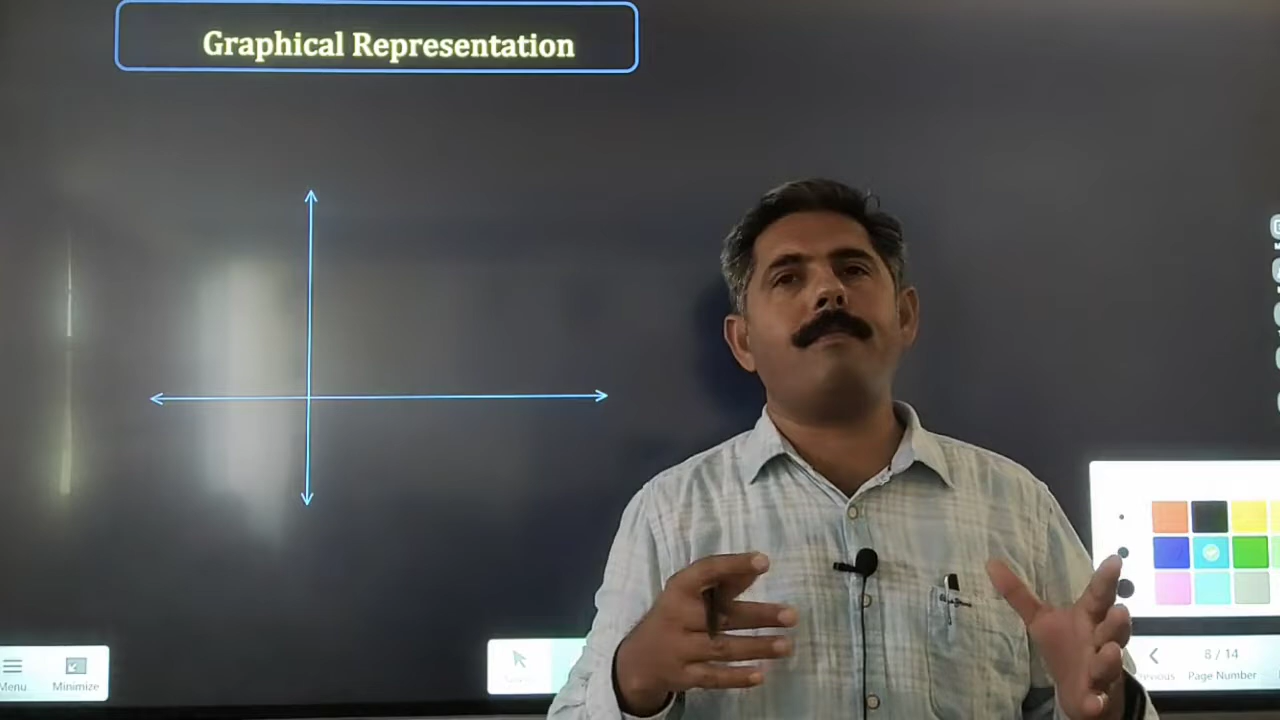 Graphical Representation
Menu
Minimize
8 / 14
Page Number